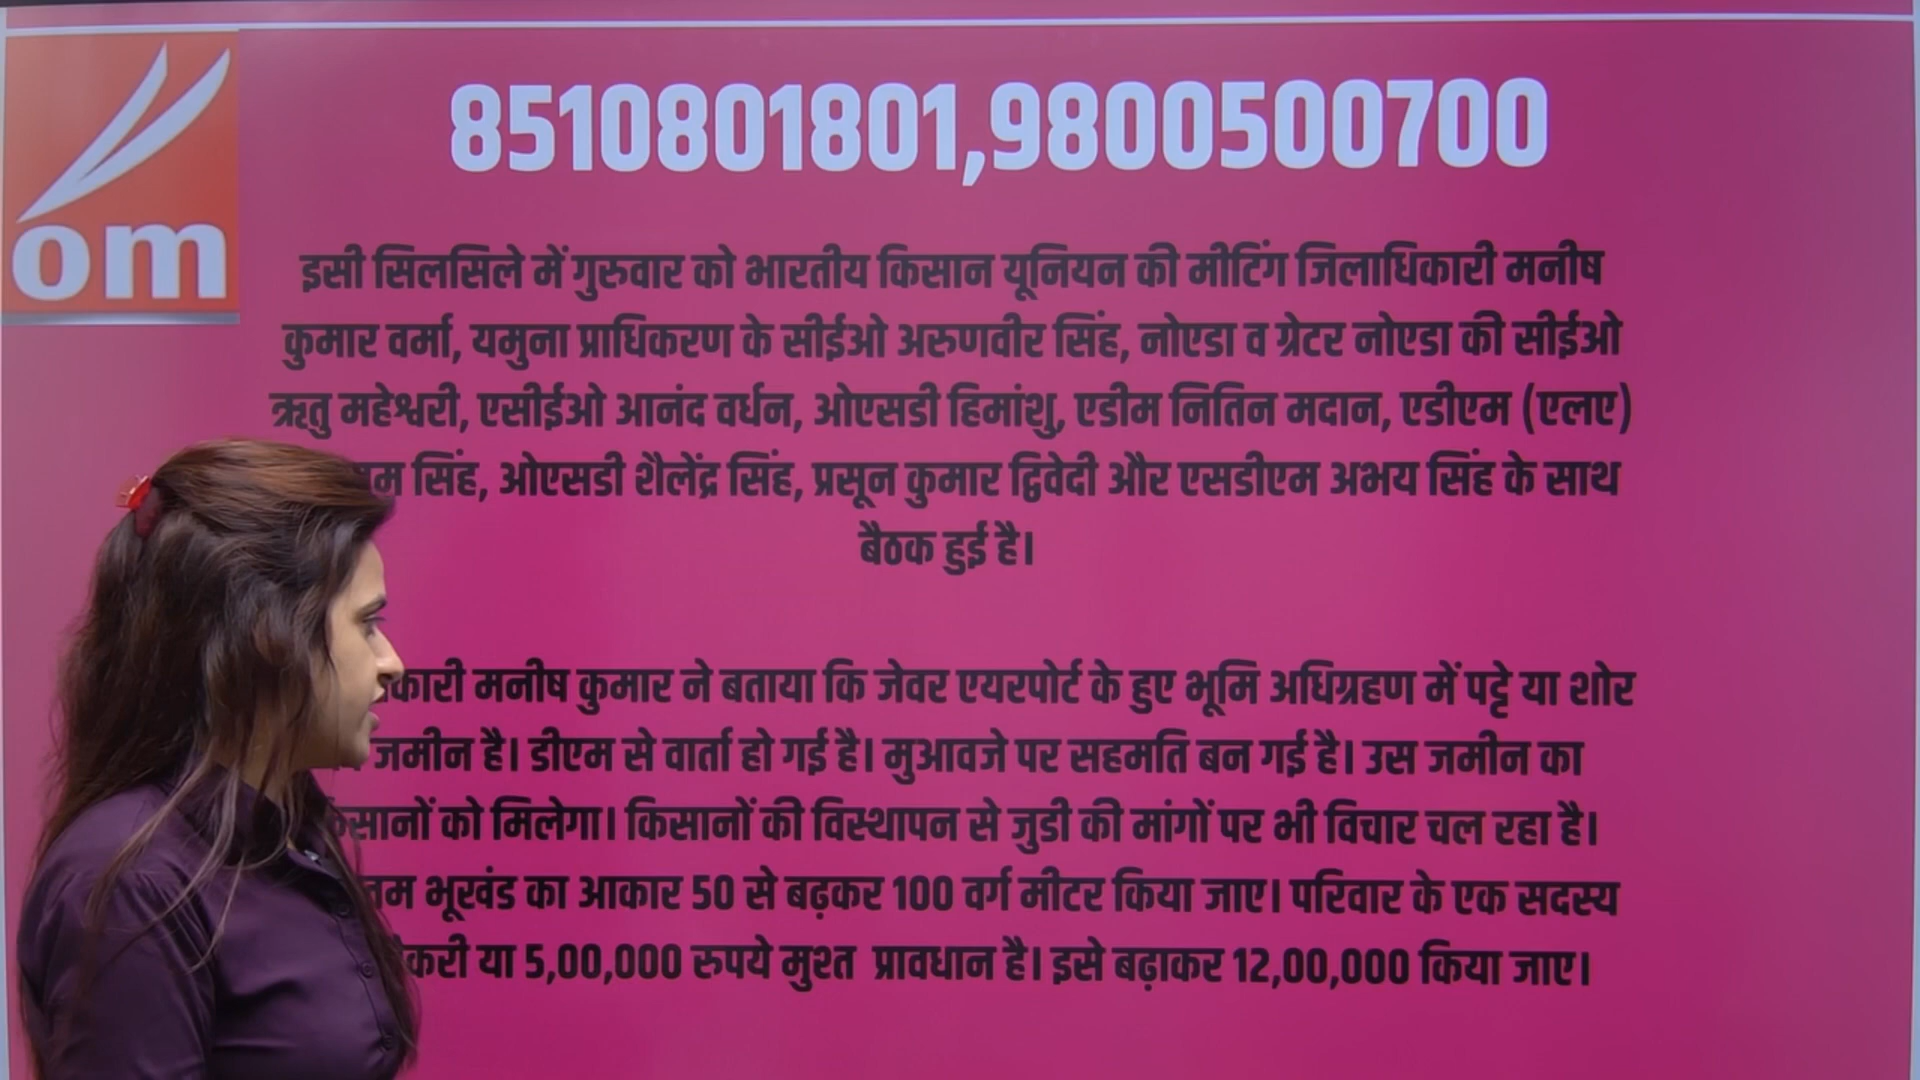 om
8510801801,9800500700
इसी सिलसिले में गुरुवार को भारतीय किसान यूनियन की मीटिंग जिलाधिकारी मनीष
कुमार वर्मा, यमुना प्राधिकरण के सीईओ अरुणवीर सिंह, नोएडा व ग्रेटर नोएडा की सीईओ
ऋतु महेश्वरी, एसीईओ आनंद वर्धन, ओएसडी हिमांशु, एडीम नितिन मदान, एडीएम (एलए)
सिंह, ओएसडी शैलेंद्र सिंह, प्रसून कुमार द्विवेदी और एसडीएम अभय सिंह के साथ
बैठक हुई है।
मनीष कुमार ने बताया कि जेवर एयरपोर्ट के हुए भूमि अधिग्रहण में पट्टे या शोर
जमीन है। डीएम से वार्ता हो गई है। मुआवजे पर सहमति बन गई है। उस जमीन का
को मिलेगा। किसानों की विस्थापन से जुडी की मांगों पर भी विचार चल रहा है।
भूखंड का आकार 50 से बढ़कर 100 वर्ग मीटर किया जाए। परिवार के एक सदस्य
या 5,00,000 रुपये मुश्त प्रावधान है। इसे बढ़ाकर 12,00,000 किया जाए।